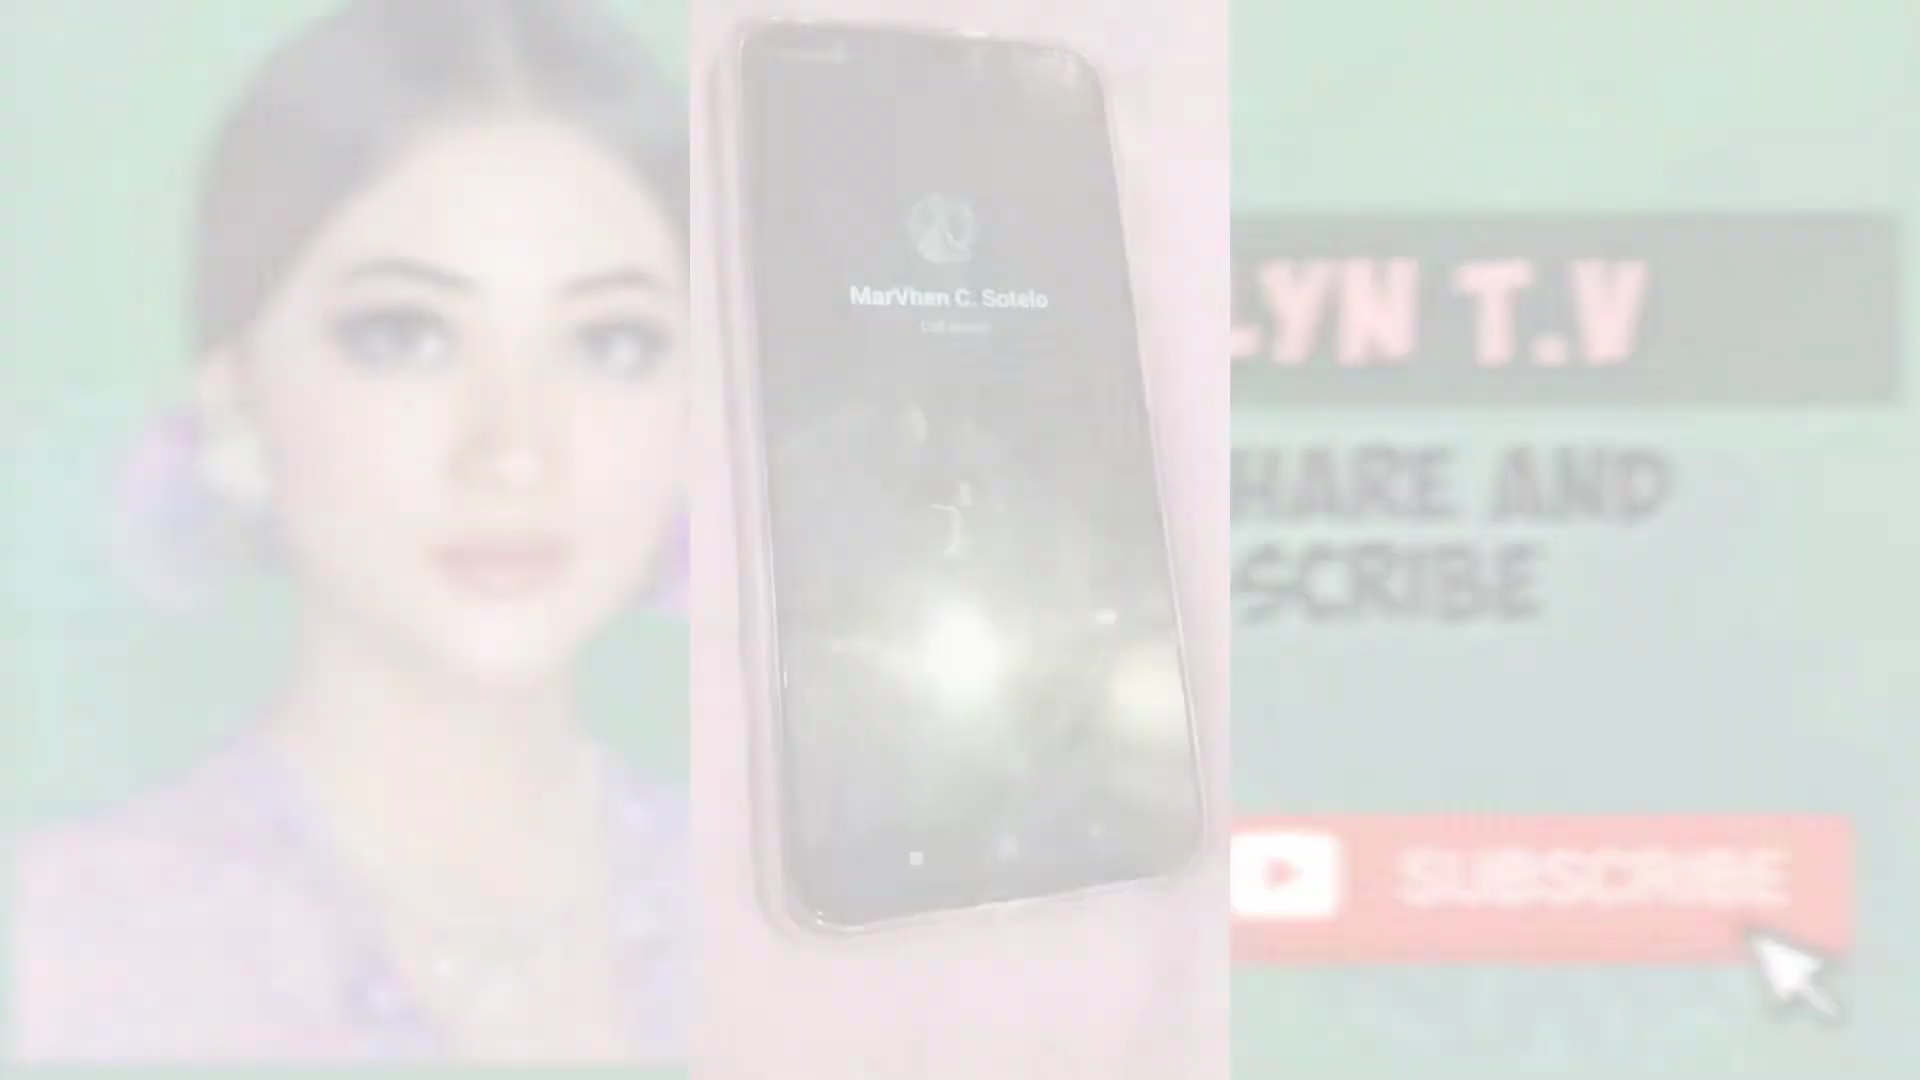 MarVhen C. Sotelo
LYN T.V
HARE AND
SCRIBE
SUBSCRIBE